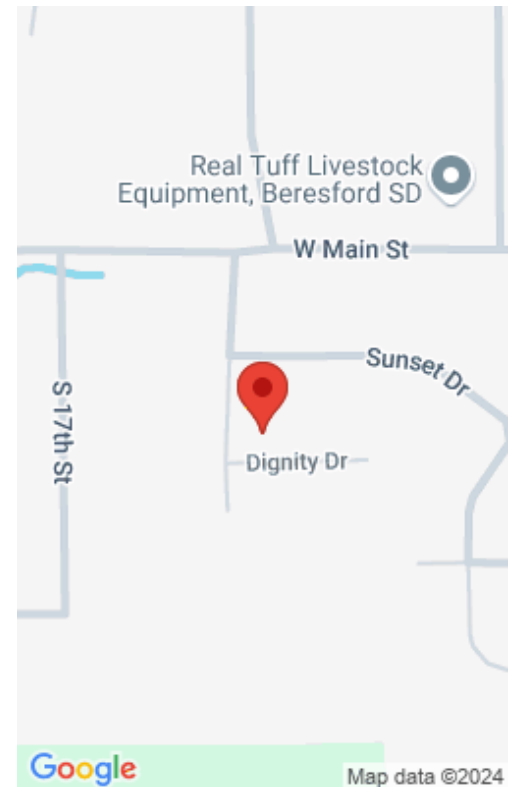 Real Tuff Livestock
Equipment, Beresford SD
W Main St
Sunset Dr
S 17th St
Dignity Dr
Google
Map data ©2024